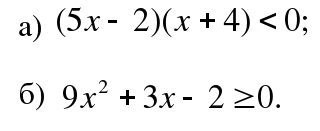 а) (5x - 2)(x + 4) < 0;
б) 9x² + 3x - 2 ≥0.